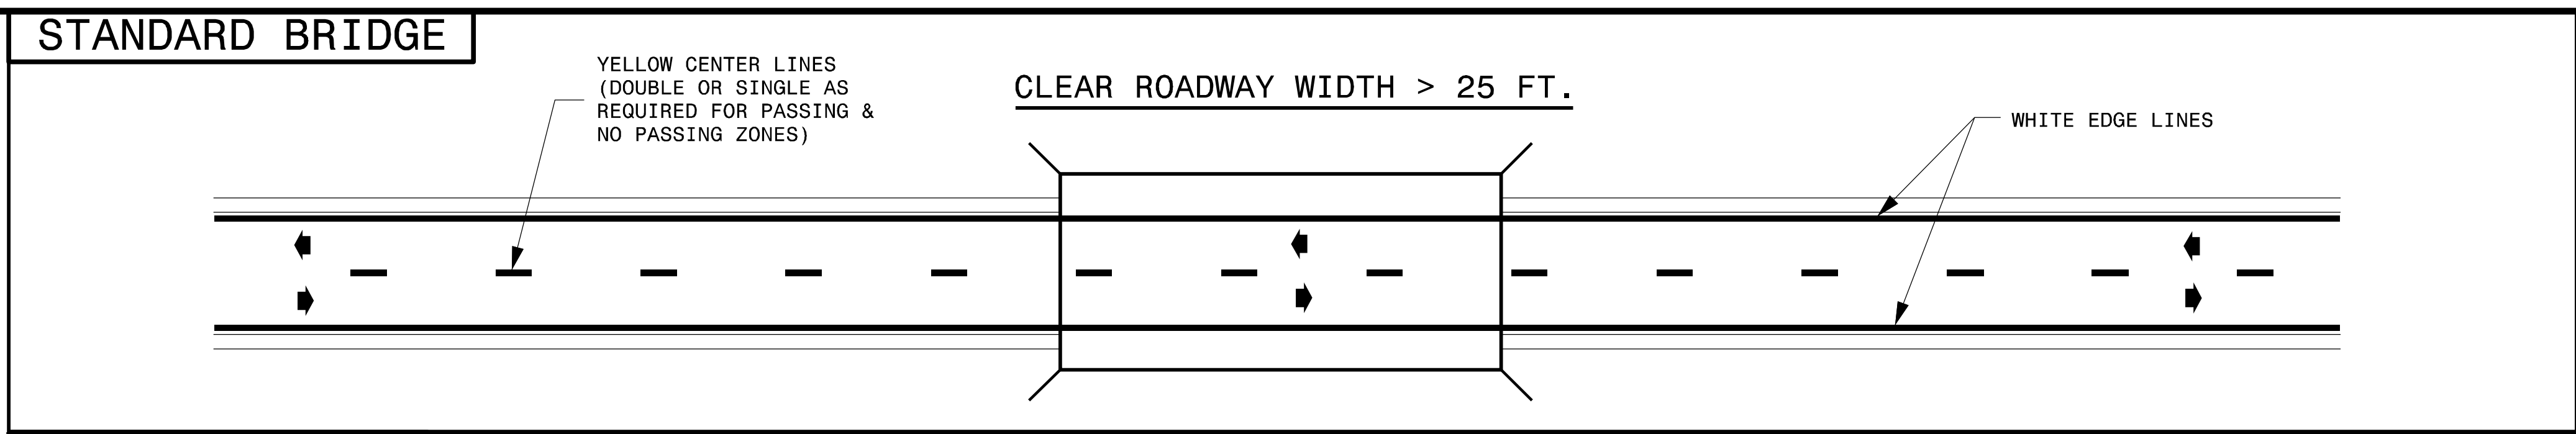 STANDARD BRIDGE
YELLOW CENTER LINES
(DOUBLE OR SINGLE AS
REQUIRED FOR PASSING &
NO PASSING ZONES)
CLEAR ROADWAY WIDTH > 25 FT.
WHITE EDGE LINES